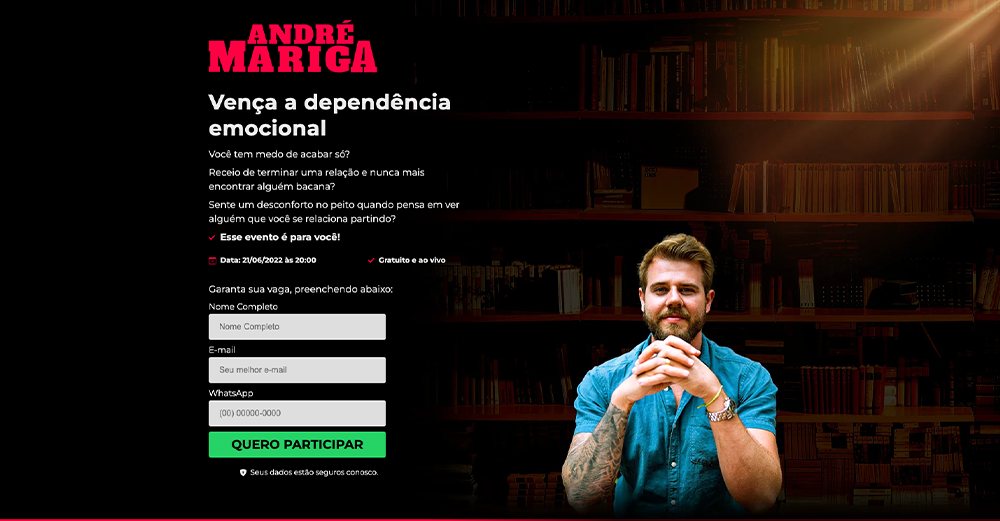 ANDRÉ
MARIGA
Vença a dependência
emocional
Você tem medo de acabar só?
Receio de terminar uma relação e nunca mais
encontrar alguém bacana?
Sente um desconforto no peito quando pensa em ver
alguém que você se relaciona partindo?
Esse evento é para você!
Data: 21/06/2022 às 20:00
Gratuito e ao vivo
Garanta sua vaga, preenchendo abaixo:
Nome Completo
Nome Completo
E-mail
Seu melhor e-mail
WhatsApp
(00) 00000-0000
QUERO PARTICIPAR
Seus dados estão seguros conosco.